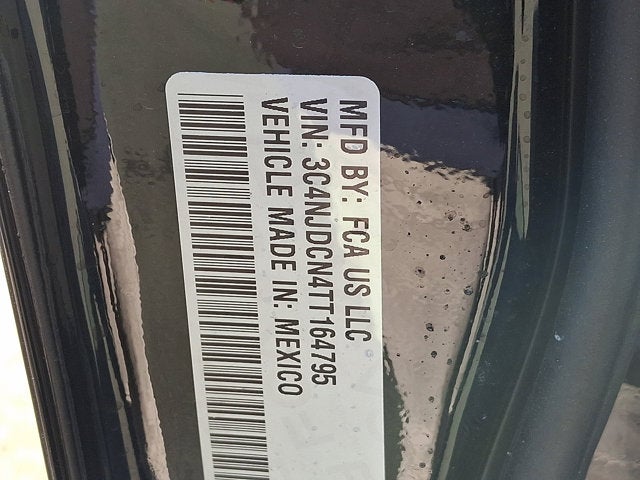 MFD BY: FCA US LLC
VIN: 3C4NJDCN4TT164795
VEHICLE MADE IN: MEXICO